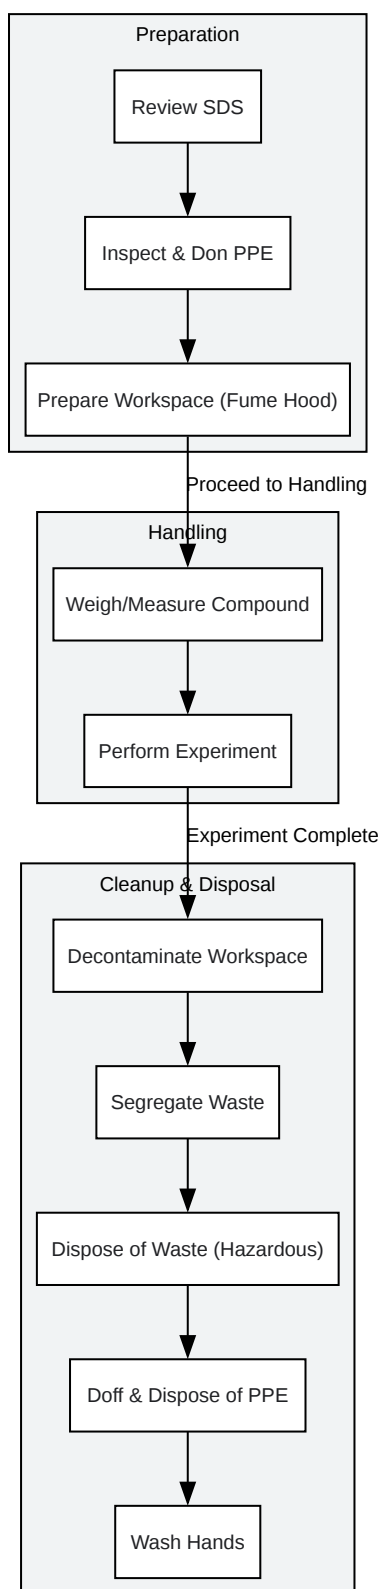 Preparation
Review SDS
Inspect & Don PPE
Prepare Workspace (Fume Hood)
Proceed to Handling
Handling
Weigh/Measure Compound
Perform Experiment
Experiment Complete
Cleanup & Disposal
Decontaminate Workspace
Segregate Waste
Dispose of Waste (Hazardous)
Doff & Dispose of PPE
Wash Hands